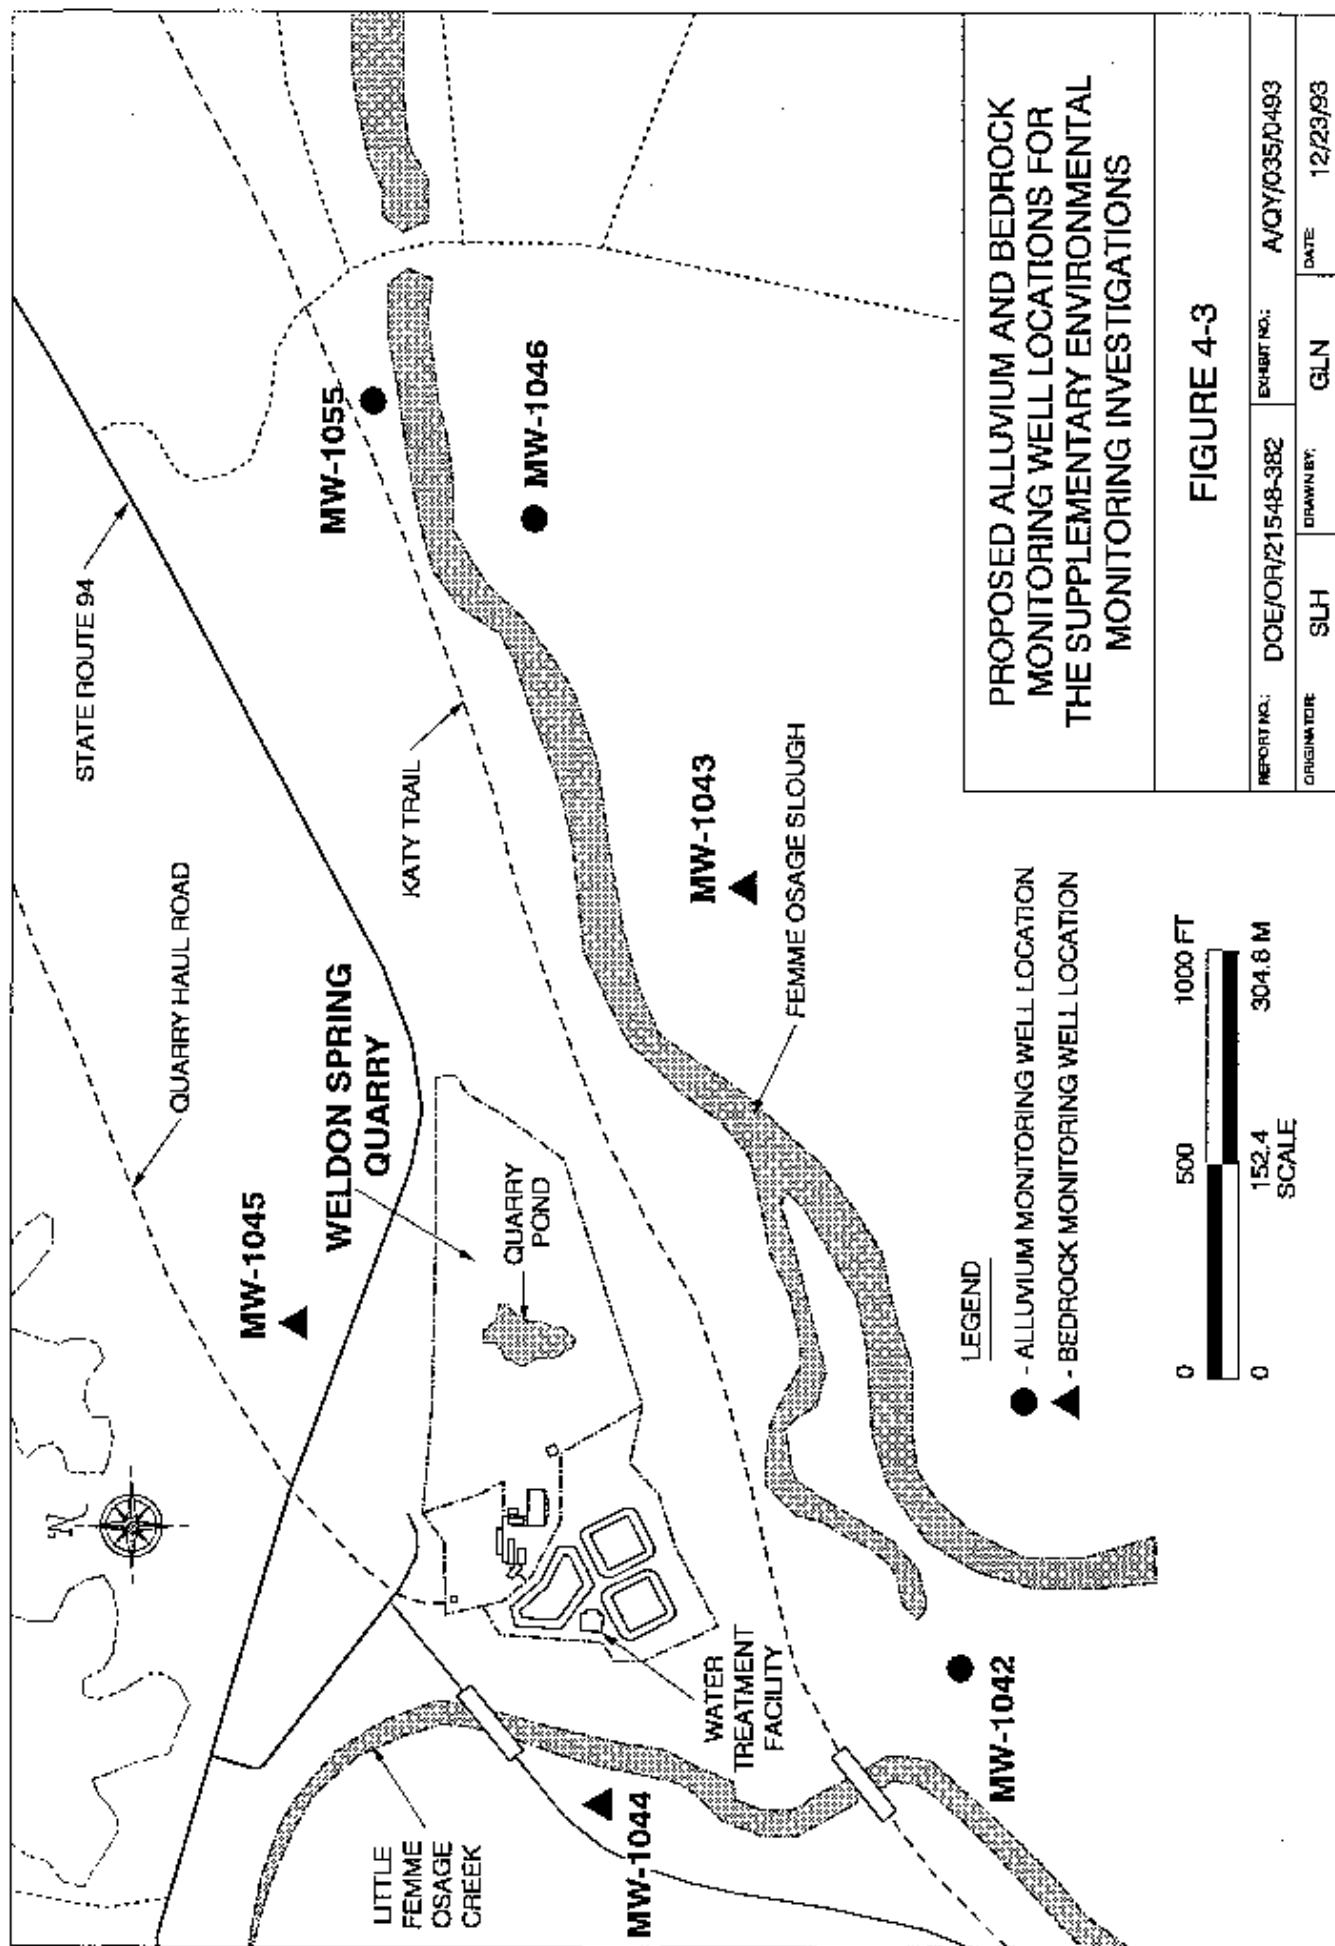 N
STATE ROUTE 94
QUARRY HAUL ROAD
KATY TRAIL
MW-1055
MW-1046
MW-1045
WELDON SPRING
QUARRY
QUARRY
POND
MW-1043
FEMME OSAGE SLOUGH
LITTLE
FEMME
OSAGE
CREEK
MW-1044
WATER
TREATMENT
FACILITY
MW-1042
LEGEND
- ALLUVIUM MONITORING WELL LOCATION
- BEDROCK MONITORING WELL LOCATION
0 500 1000 FT
0 152.4 304.8 M
SCALE
PROPOSED ALLUVIUM AND BEDROCK
MONITORING WELL LOCATIONS FOR
THE SUPPLEMENTARY ENVIRONMENTAL
MONITORING INVESTIGATIONS
FIGURE 4-3
REPORT NO.: DOE/OR/21548-382 EXHIBIT NO.: A/QY/035/0493
ORIGINATOR: SLH DRAWN BY: GLN DATE: 12/23/93